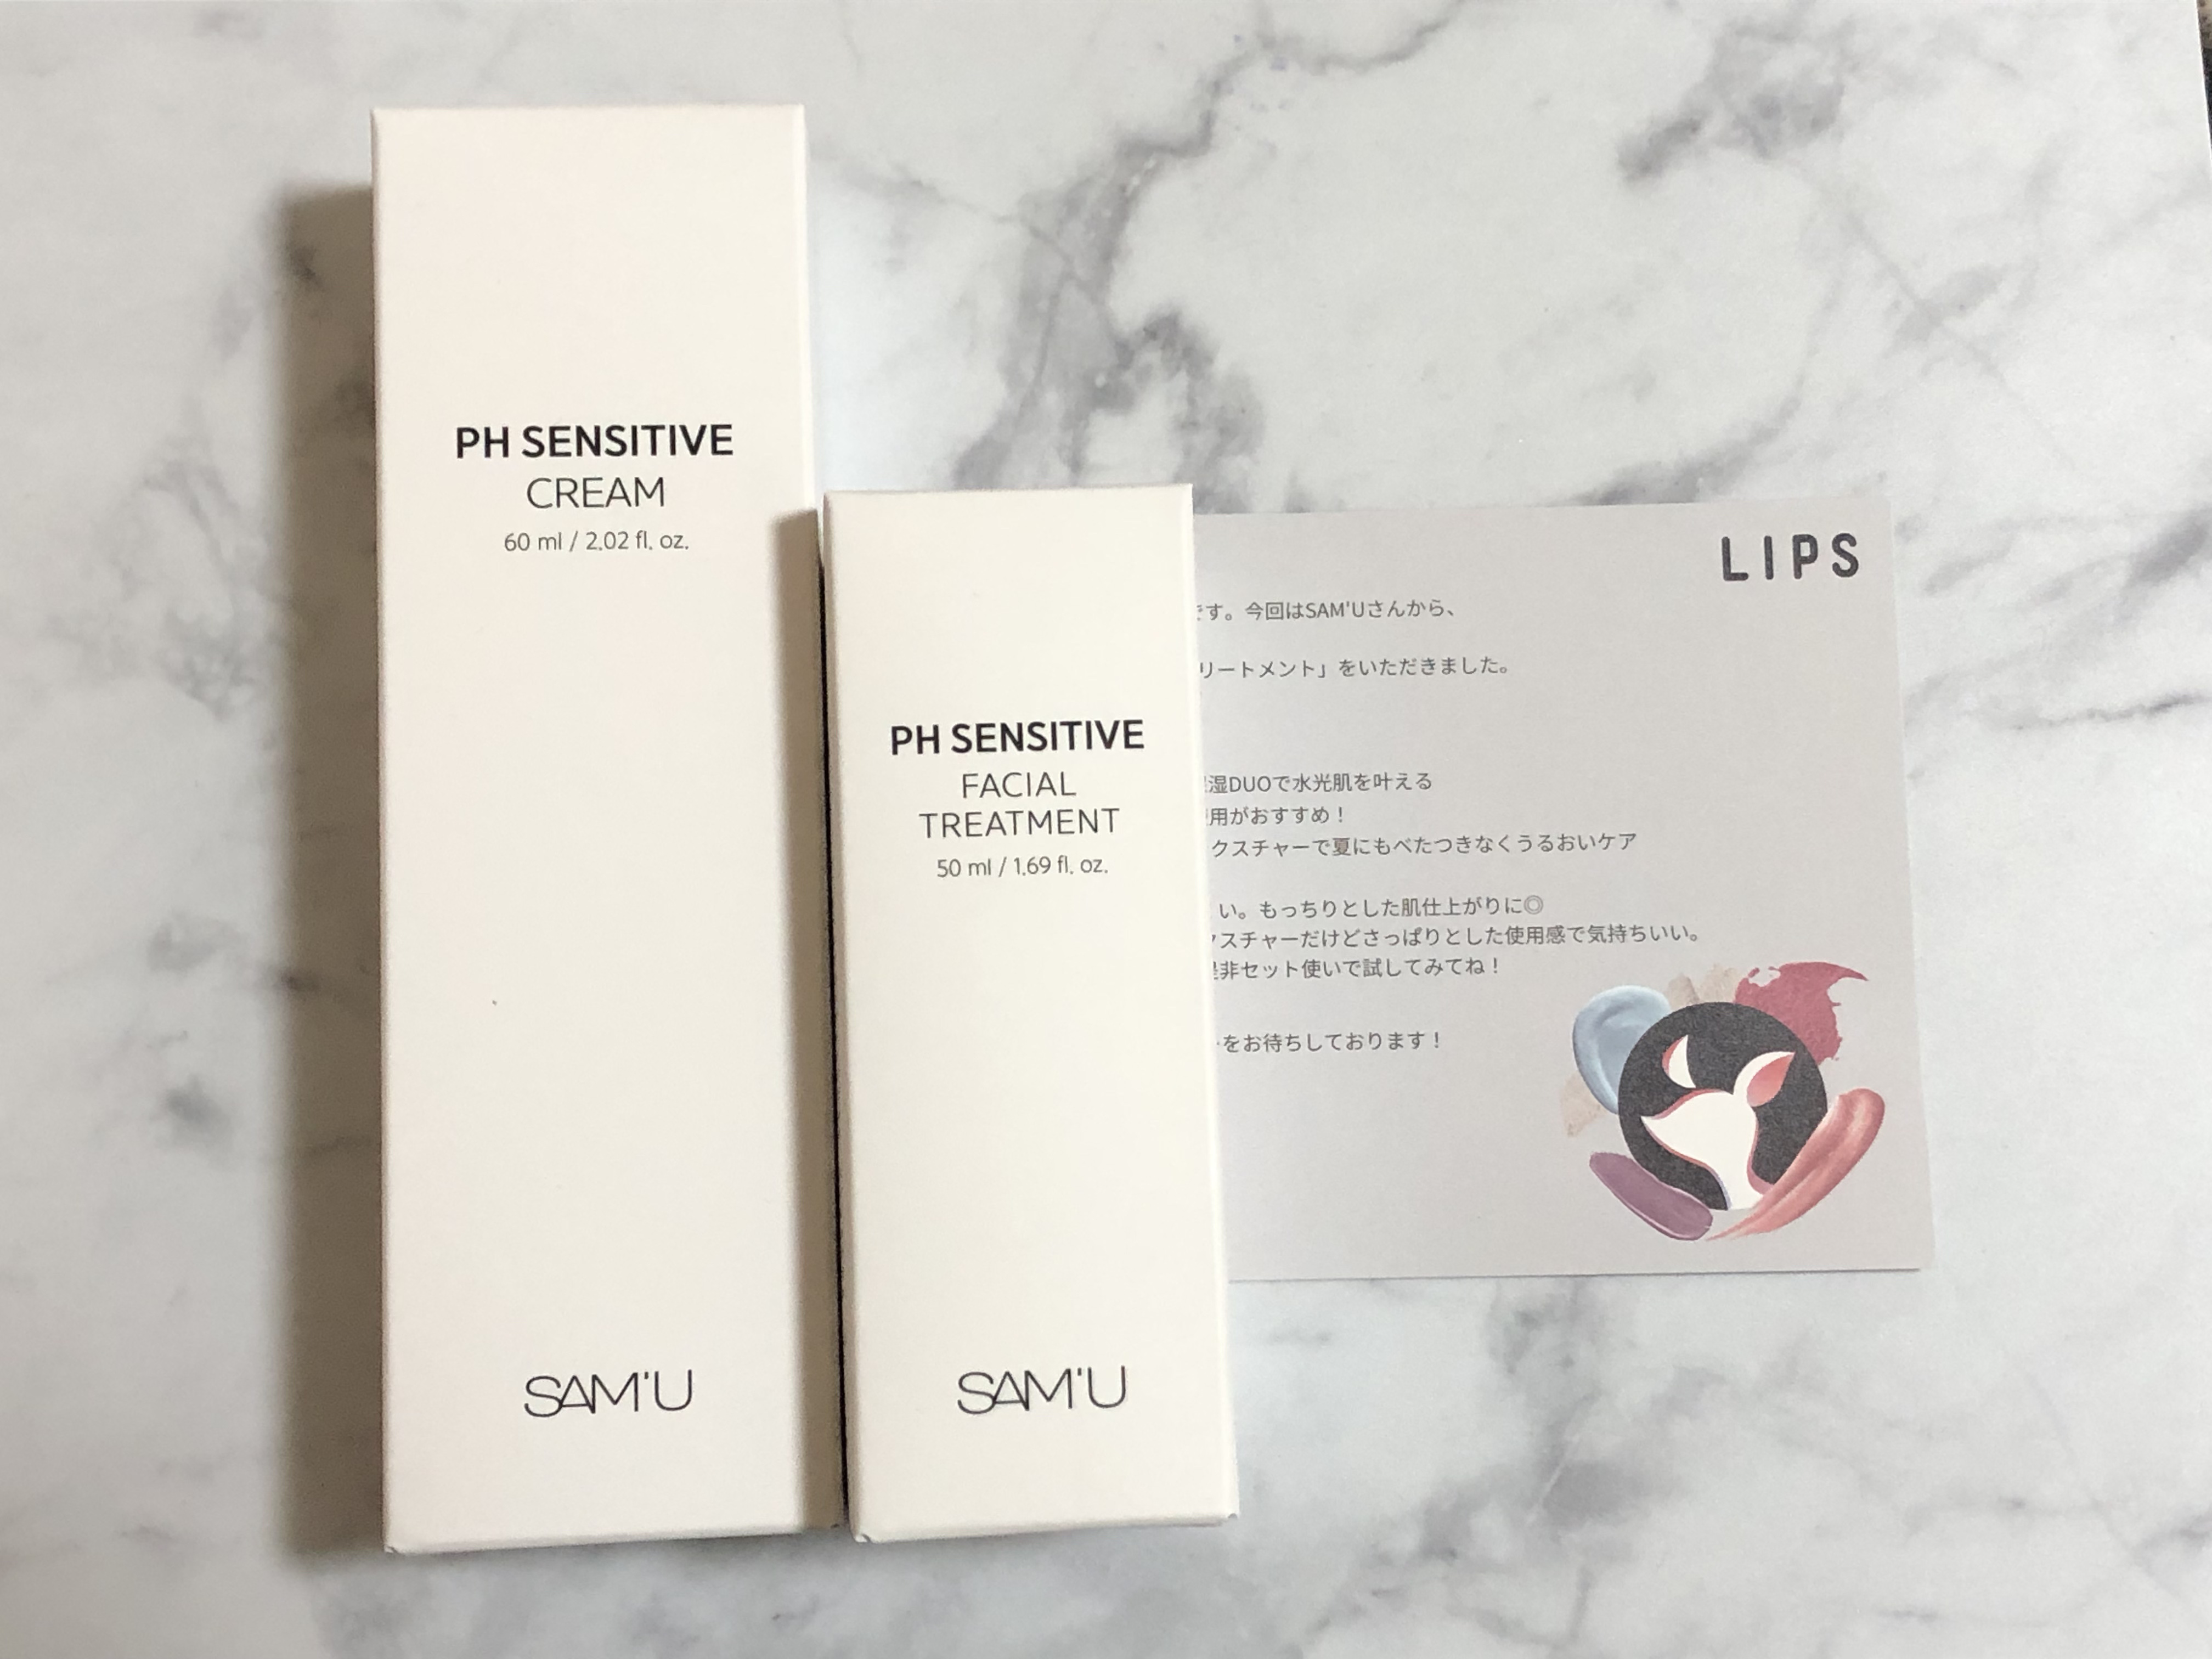 PH SENSITIVE
CREAM
60 ml / 2.02 fl. oz.
SAM'U
PH SENSITIVE
FACIAL
TREATMENT
50 ml / 1.69 fl. oz.
SAM'U
LIPS
です。今回はSAM'Uさんから、
リートメント」をいただきました。
湿DUOで水光肌を叶える
用がおすすめ！
クスチャーで夏にもべたつきなくうるおいケア
い。もっちりとした肌仕上がりに◎
クスチャーだけどさっぱりとした使用感で気持ちいい。
是非セット使いで試してみてね！
をお待ちしております！